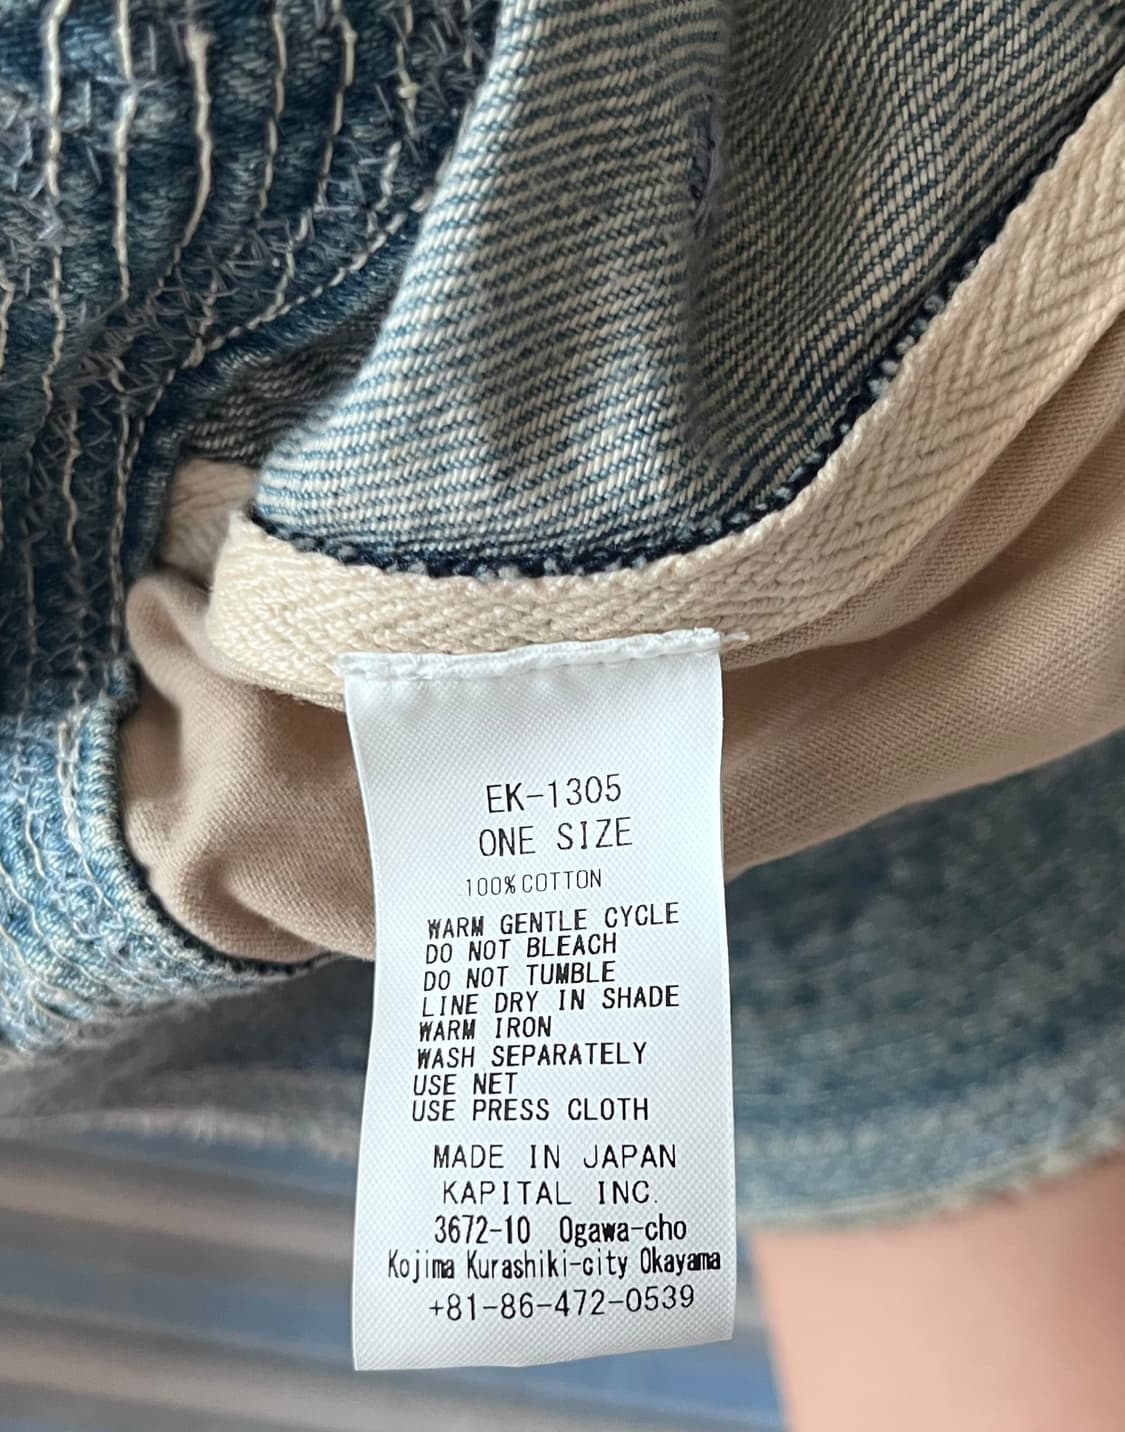 EK-1305
ONE SIZE
100% COTTON
WARM GENTLE CYCLE
DO NOT BLEACH
DO NOT TUMBLE
LINE DRY IN SHADE
WARM IRON
WASH SEPARATELY
USE NET
USE PRESS CLOTH
MADE IN JAPAN
KAPITAL INC.
3672-10 Ogawa-cho
Kojima Kurashiki-city Okayama
+81-86-472-0539